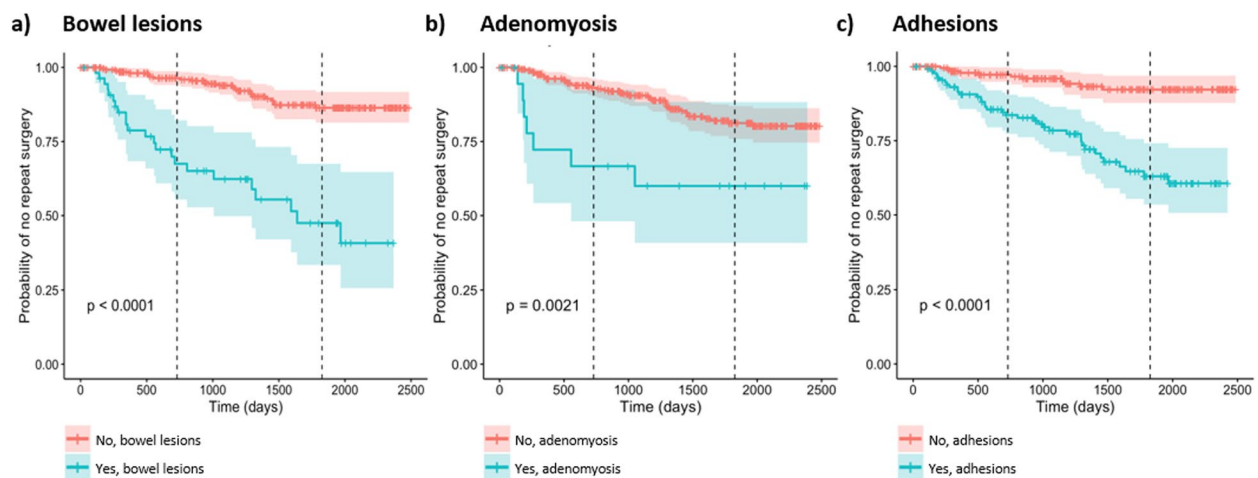 a) Bowel lesions
Probability of no repeat surgery
1.00
0.75
0.50
0.25
0.00
p < 0.0001
0 500 1000 1500 2000 2500
Time (days)
No, bowel lesions
Yes, bowel lesions
b) Adenomyosis
Probability of no repeat surgery
1.00
0.75
0.50
0.25
0.00
p = 0.0021
0 500 1000 1500 2000 2500
Time (days)
No, adenomyosis
Yes, adenomyosis
c) Adhesions
Probability of no repeat surgery
1.00
0.75
0.50
0.25
0.00
p < 0.0001
0 500 1000 1500 2000 2500
Time (days)
No, adhesions
Yes, adhesions